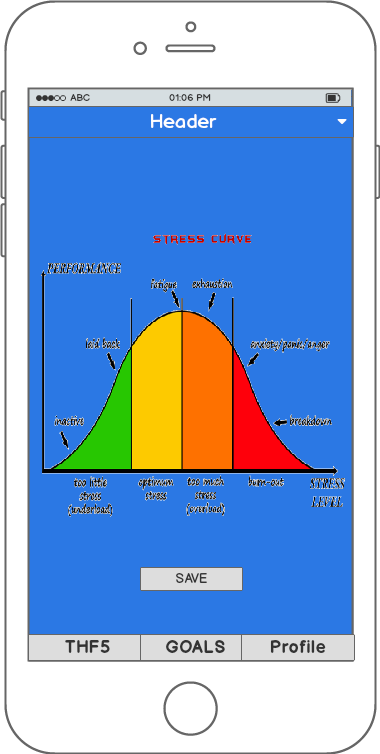 ABC 01:06 PM
Header
STRESS CURVE
PERFORMANCE
fatigue exhaustion
laid back anxiety/panic/anger
inactive breakdown
too little stress (underload)
optimum stress
too much stress (overload)
burn-out
STRESS LEVEL
SAVE
THF5 GOALS Profile